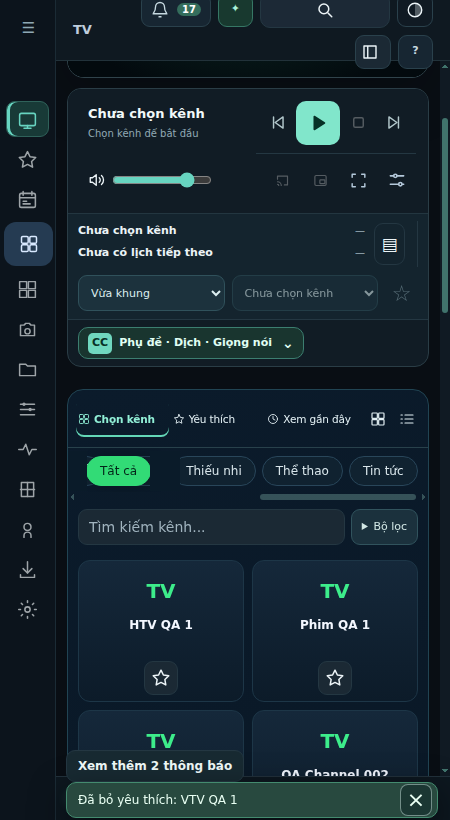 17
TV
?
Chưa chọn kênh
Chọn kênh để bắt đầu
Chưa chọn kênh —
Chưa có lịch tiếp theo —
Vừa khung
Chưa chọn kênh
CC Phụ đề · Dịch · Giọng nói
Chọn kênh
Yêu thích
Xem gần đây
Tất cả
Thiếu nhi
Thể thao
Tin tức
Tìm kiếm kênh...
Bộ lọc
TV
HTV QA 1
TV
Phim QA 1
TV
TV
QA Channel 002
Xem thêm 2 thông báo
Đã bỏ yêu thích: VTV QA 1